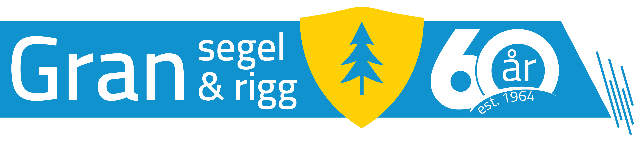 Gran segel
& rigg
60 år
est. 1964